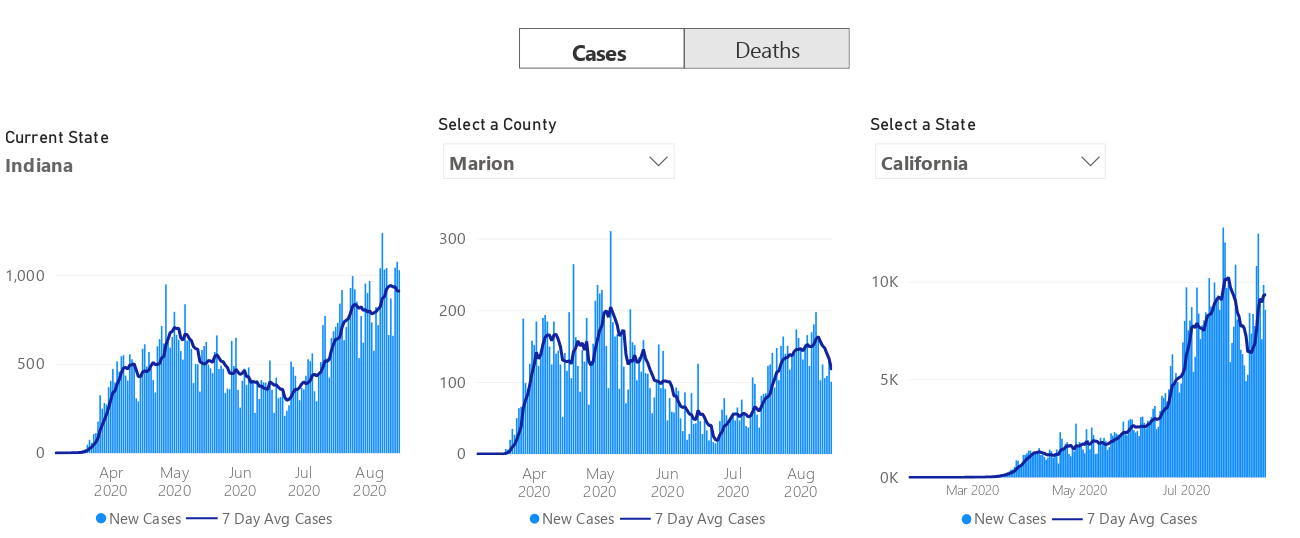 Cases Deaths
Current State
Indiana
Select a County
Marion
Select a State
California
1,000
500
0
Apr 2020
May 2020
Jun 2020
Jul 2020
Aug 2020
New Cases 7 Day Avg Cases
300
200
100
0
Apr 2020
May 2020
Jun 2020
Jul 2020
Aug 2020
New Cases 7 Day Avg Cases
10K
5K
0K
Mar 2020 May 2020 Jul 2020
New Cases 7 Day Avg Cases